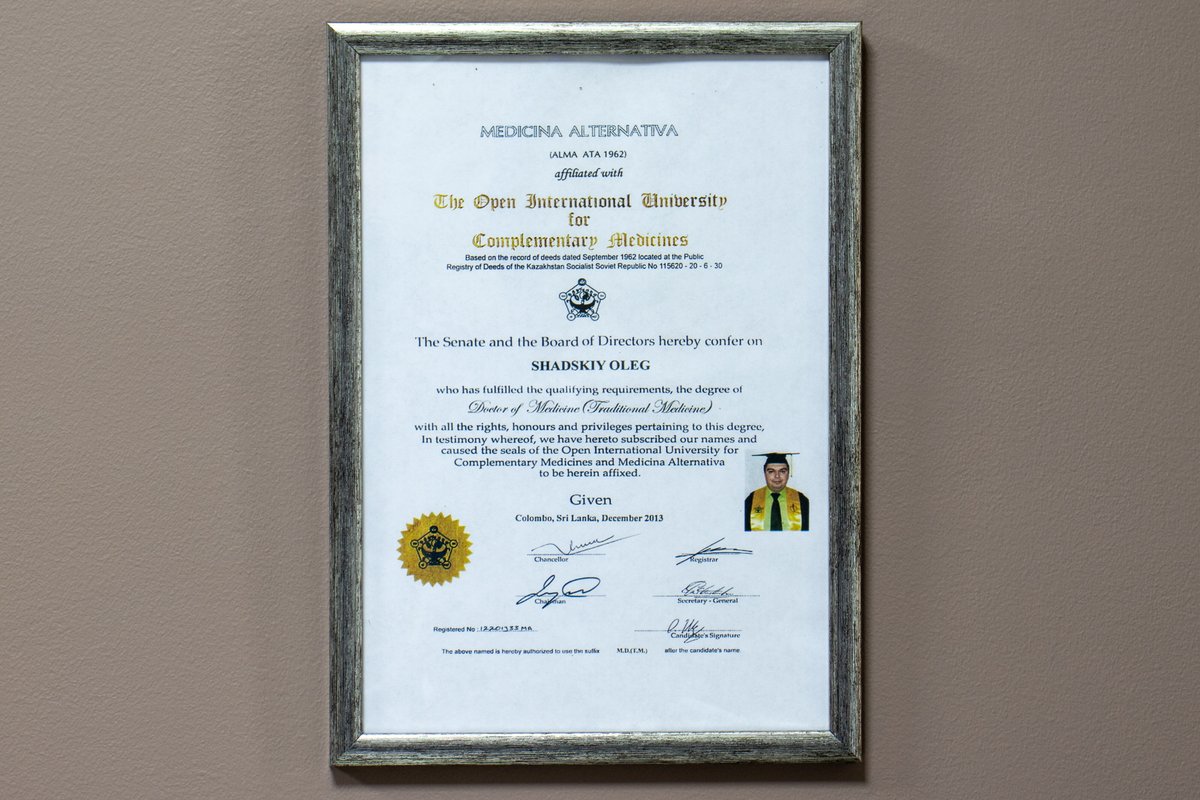 MEDICINA ALTERNATIVA
(ALMA ATA 1962)
affiliated with
The Open International University
for
Complementary Medicines
Based on the record of deeds dated September 1962 located at the Public
Registry of Deeds of the Kazakhstan Socialist Soviet Republic No 115620 - 20 - 6 - 30
The Senate and the Board of Directors hereby confer on
SHADSKIY OLEG
who has fulfilled the qualifying requirements, the degree of
Doctor of Medicine (Traditional Medicine)
with all the rights, honours and privileges pertaining to this degree,
In testimony whereof, we have hereto subscribed our names and
caused the seals of the Open International University for
Complementary Medicines and Medicina Alternativa
to be herein affixed.
Given
Colombo, Sri Lanka, December 2013
Chancellor
Registrar
Chairman
Secretary - General
Registered No :
Candidate's Signature
The above named is hereby authorized to use the suffix M.D.(T.M.) after the candidate's name.